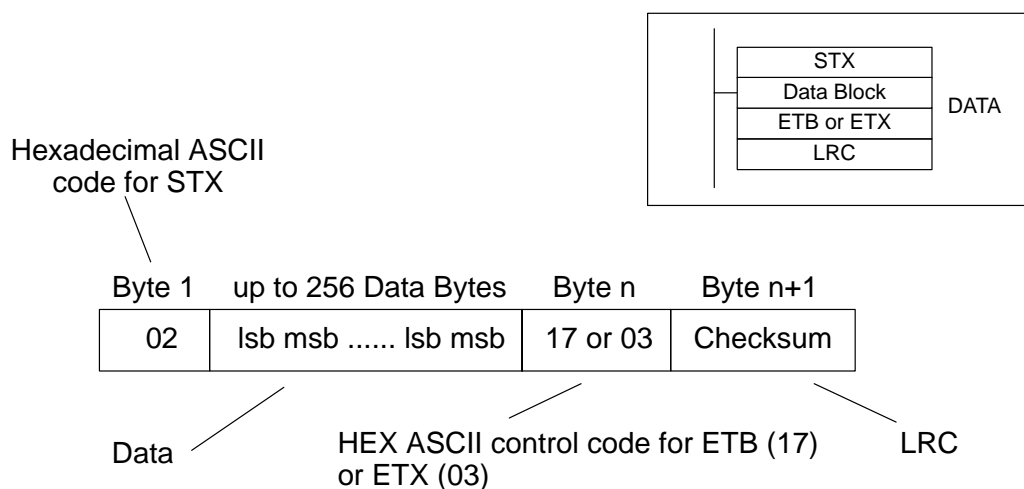 STX
Data Block
DATA
ETB or ETX
LRC
Hexadecimal ASCII
code for STX
Byte 1 up to 256 Data Bytes Byte n Byte n+1
02 lsb msb ...... lsb msb 17 or 03 Checksum
Data
HEX ASCII control code for ETB (17)
or ETX (03)
LRC